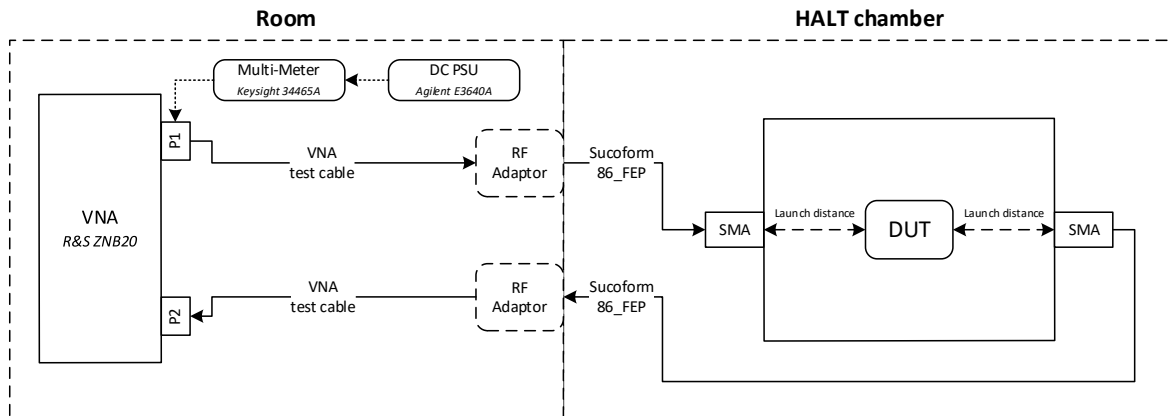 Room
HALT chamber
Multi-Meter
Keysight 34465A
DC PSU
Agilent E3640A
P1
VNA
test cable
RF
Adaptor
Sucoform
86_FEP
VNA
R&S ZNB20
SMA
Launch distance
DUT
Launch distance
SMA
P2
VNA
test cable
RF
Adaptor
Sucoform
86_FEP